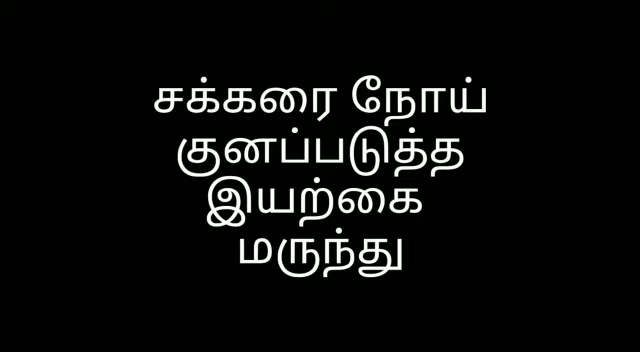 சக்கரை நோய்
குனப்படுத்த
இயற்கை
மருந்து